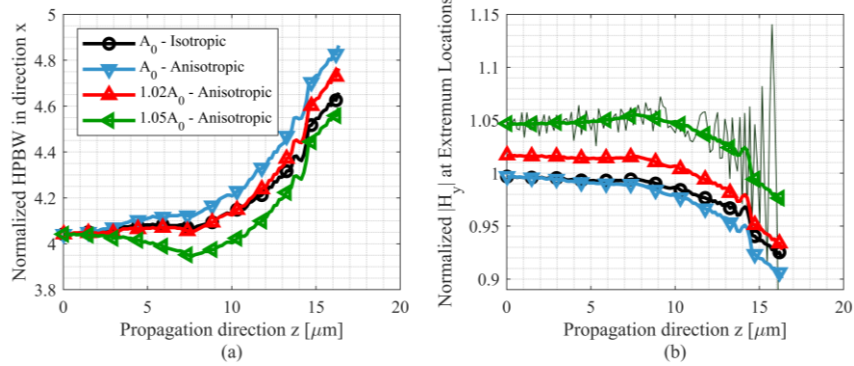 5
4.8
4.6
4.4
4.2
4
3.8
0
5
10
15
20
Normalized HPBW in direction x
A0 - Isotropic
A0 - Anisotropic
1.02A0 - Anisotropic
1.05A0 - Anisotropic
Propagation direction z [μm]
(a)
1.15
1.1
1.05
1
0.95
0.9
0
5
10
15
20
Normalized |Hy| at Extremum Locations
Propagation direction z [μm]
(b)